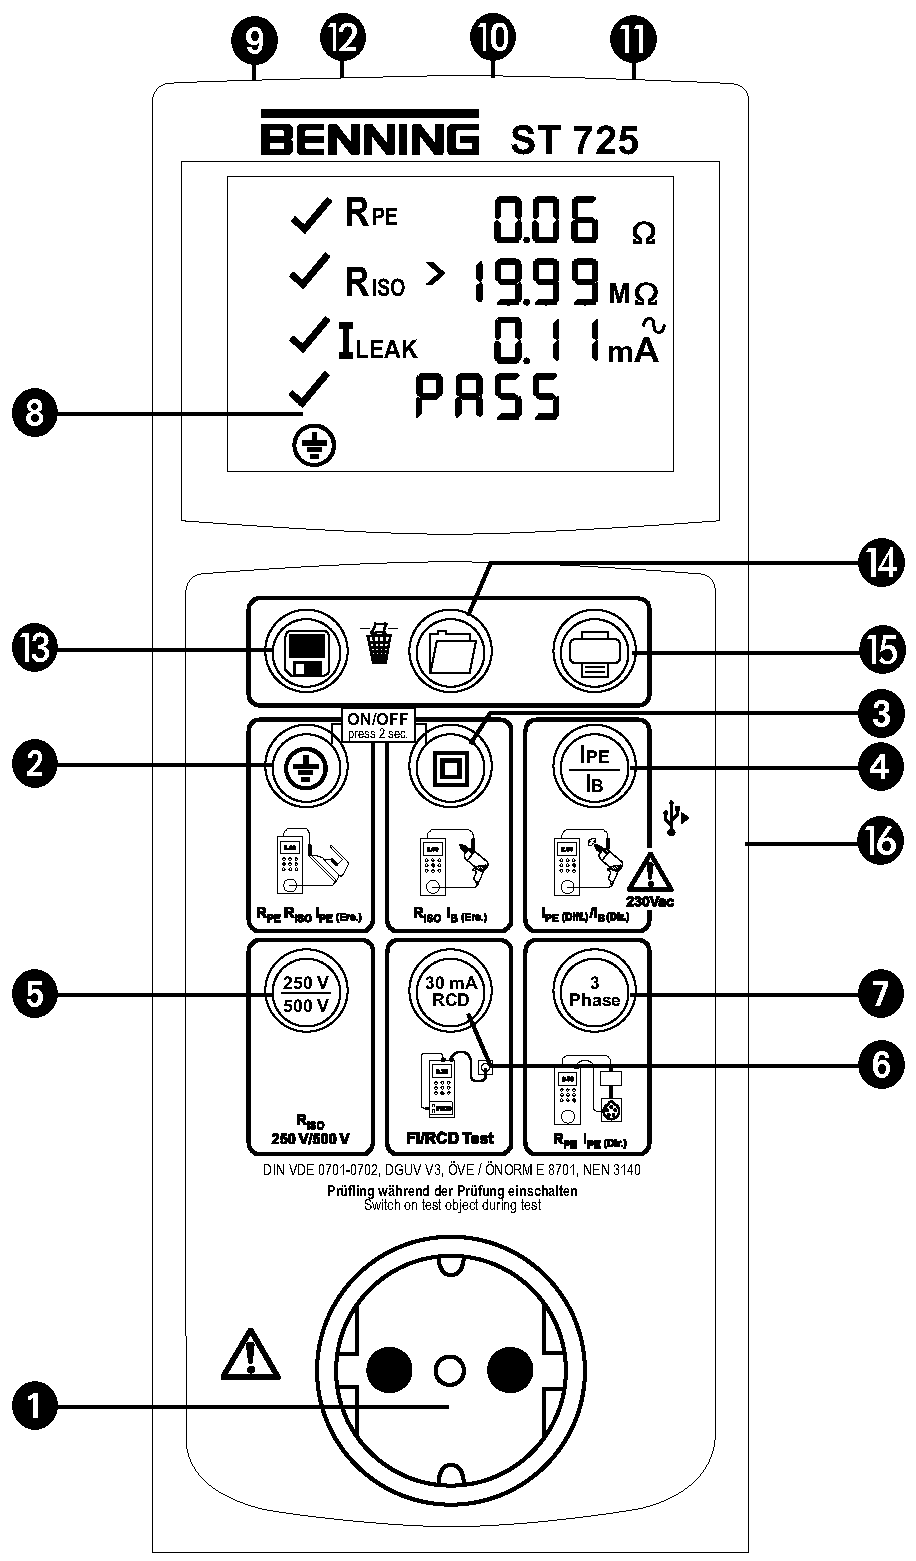 9 12 10 11
BENNING ST 725
RPE 0.06 Ω
RISO > 19.99 MΩ
ILEAK 0.11 mA
PASS
8
14
13
15
ON/OFF
press 2 sec.
3
2
IPE
IB
4
16
230Vac
RPE RISO IPE (Ers.)
RISO IB (Ers.)
IPE (Diff.)/IB (Dir.)
5
250 V
500 V
30 mA
RCD
3
Phase
7
6
RISO
250 V/500 V
FI/RCD Test
RPE IPE (Dir.)
DIN VDE 0701-0702, DGUV V3, ÖVE / ÖNORM E 8701, NEN 3140
Prüfling während der Prüfung einschalten
Switch on test object during test
1